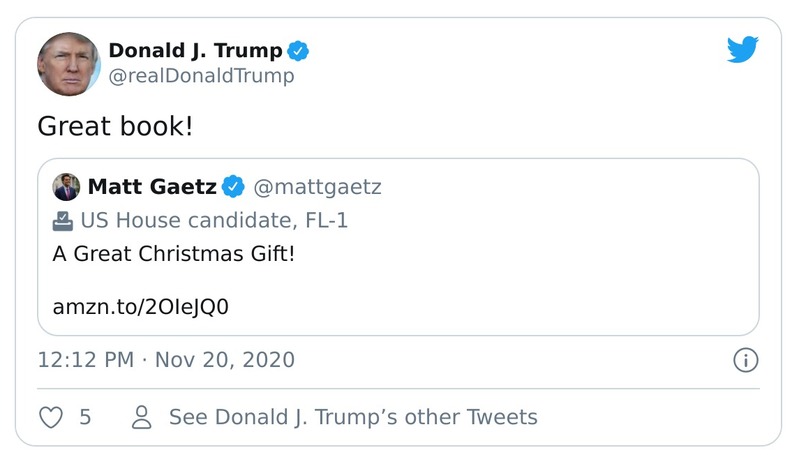 Donald J. Trump
@realDonaldTrump
Great book!
Matt Gaetz @mattgaetz
US House candidate, FL-1
A Great Christmas Gift!
amzn.to/2OIeJQ0
12:12 PM · Nov 20, 2020
5 See Donald J. Trump’s other Tweets